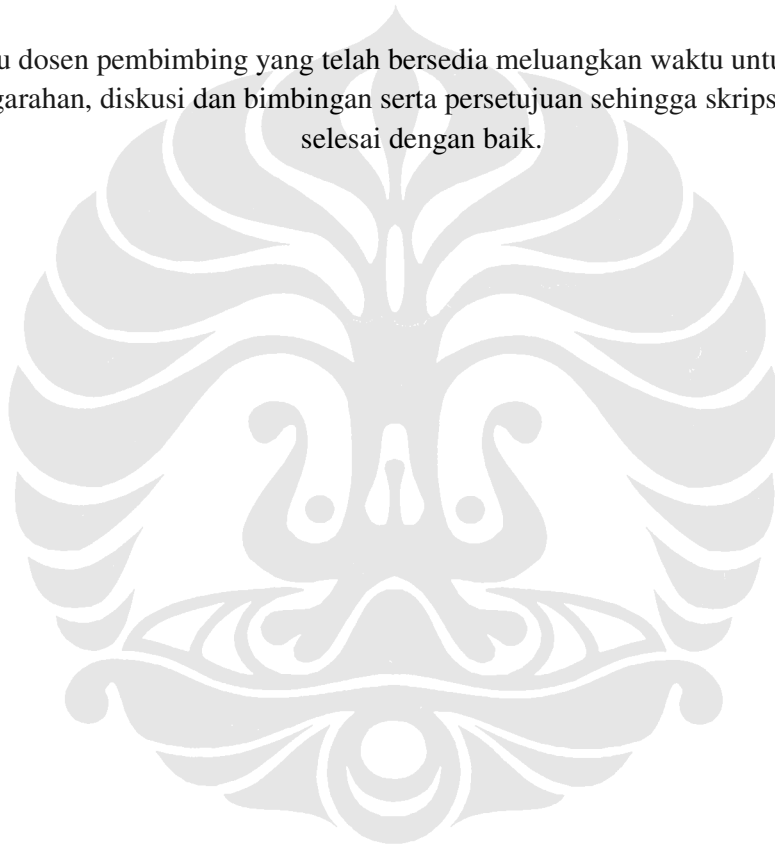 u dosen pembimbing yang telah bersedia meluangkan waktu untu
garahan, diskusi dan bimbingan serta persetujuan sehingga skrips
selesai dengan baik.